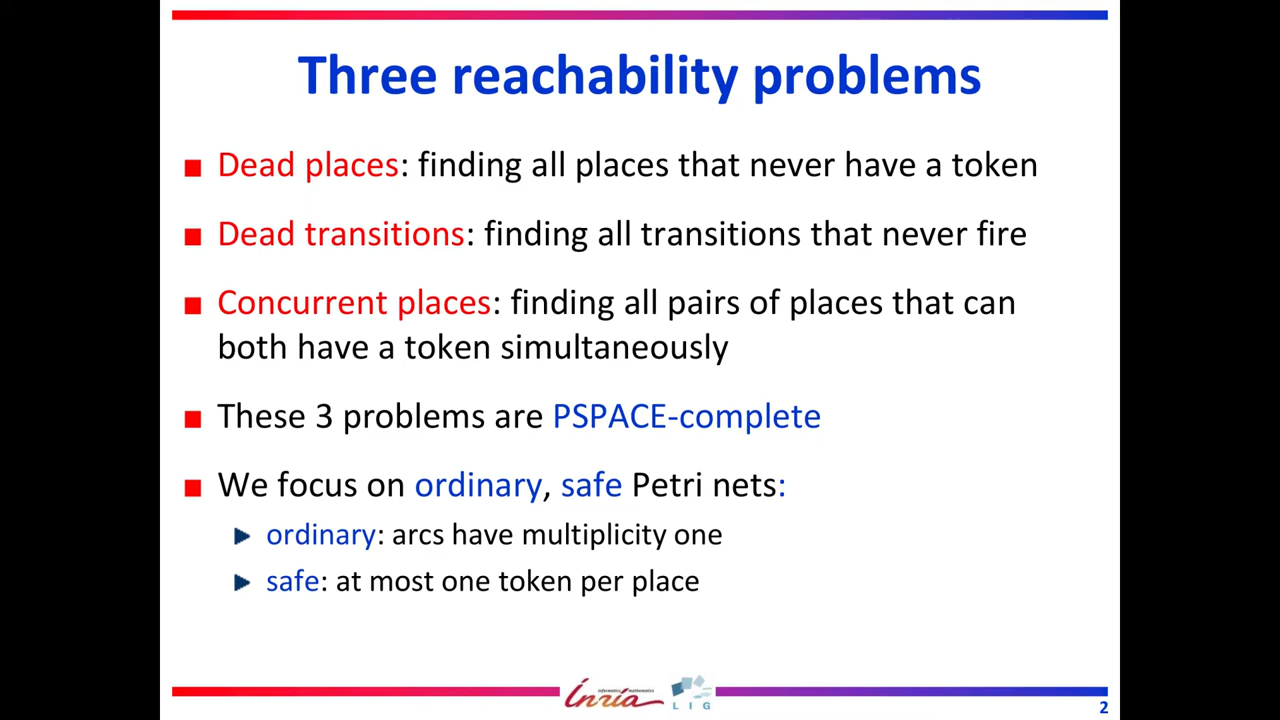 Three reachability problems
■ Dead places: finding all places that never have a token
■ Dead transitions: finding all transitions that never fire
■ Concurrent places: finding all pairs of places that can
both have a token simultaneously
■ These 3 problems are PSPACE-complete
■ We focus on ordinary, safe Petri nets:
► ordinary: arcs have multiplicity one
► safe: at most one token per place
informatics mathematics
Inria
LIG
2